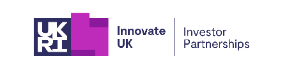 UK
RI
Innovate
UK
Investor
Partnerships